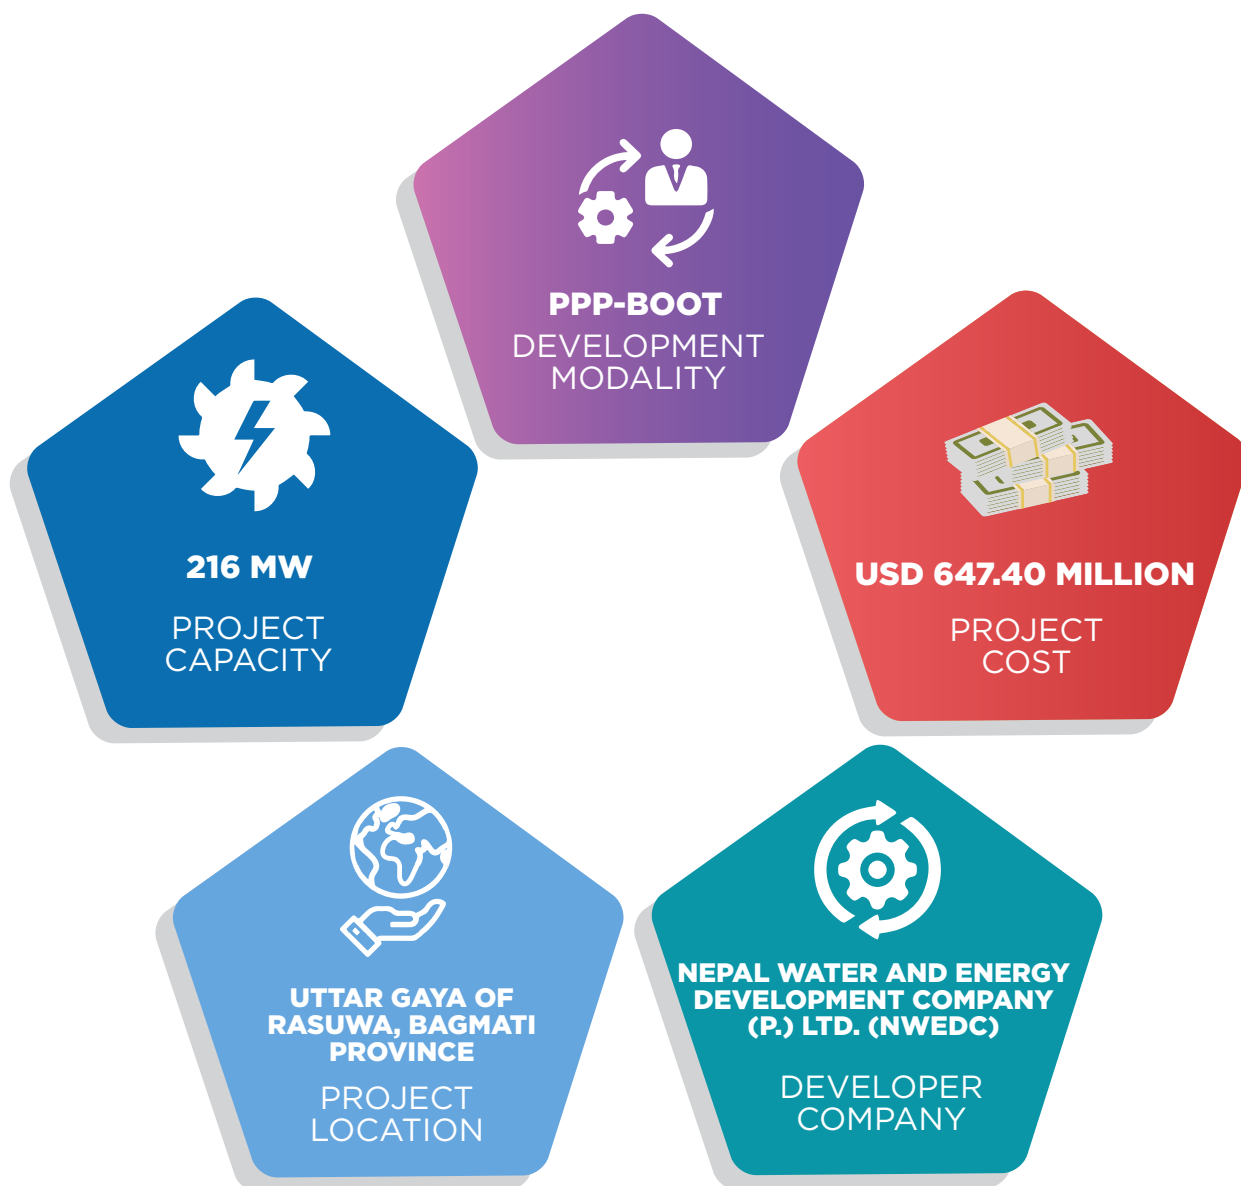 PPP-BOOT
DEVELOPMENT
MODALITY
216 MW
PROJECT
CAPACITY
USD 647.40 MILLION
PROJECT
COST
UTTAR GAYA OF
RASUWA, BAGMATI
PROVINCE
PROJECT
LOCATION
NEPAL WATER AND ENERGY
DEVELOPMENT COMPANY
(P.) LTD. (NWEDC)
DEVELOPER
COMPANY